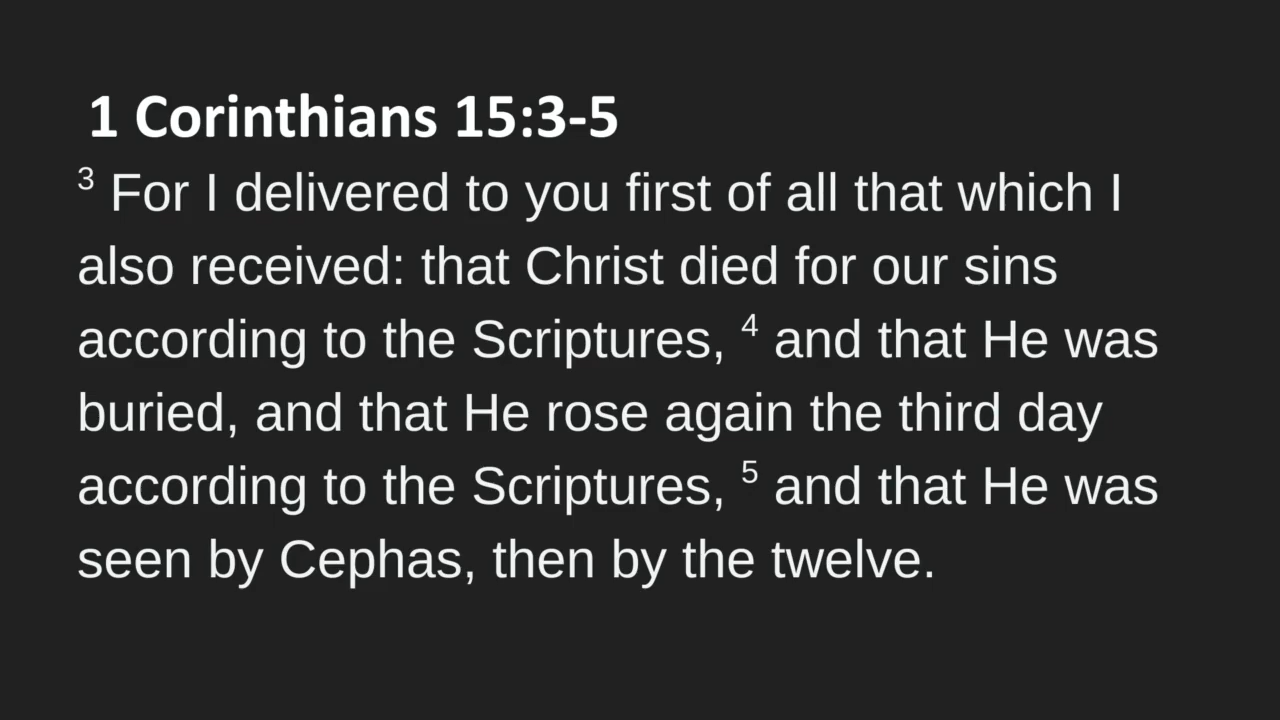 1 Corinthians 15:3-5
3 For I delivered to you first of all that which I
also received: that Christ died for our sins
according to the Scriptures, 4 and that He was
buried, and that He rose again the third day
according to the Scriptures, 5 and that He was
seen by Cephas, then by the twelve.